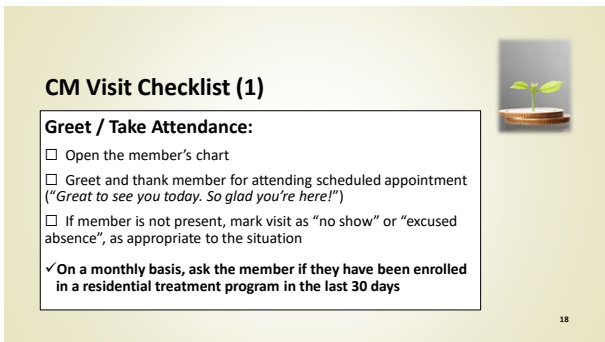 CM Visit Checklist (1)
Greet / Take Attendance:
☐ Open the member's chart
☐ Greet and thank member for attending scheduled appointment
("Great to see you today. So glad you're here!")
☐ If member is not present, mark visit as "no show" or "excused
absence", as appropriate to the situation
✓On a monthly basis, ask the member if they have been enrolled
in a residential treatment program in the last 30 days
18